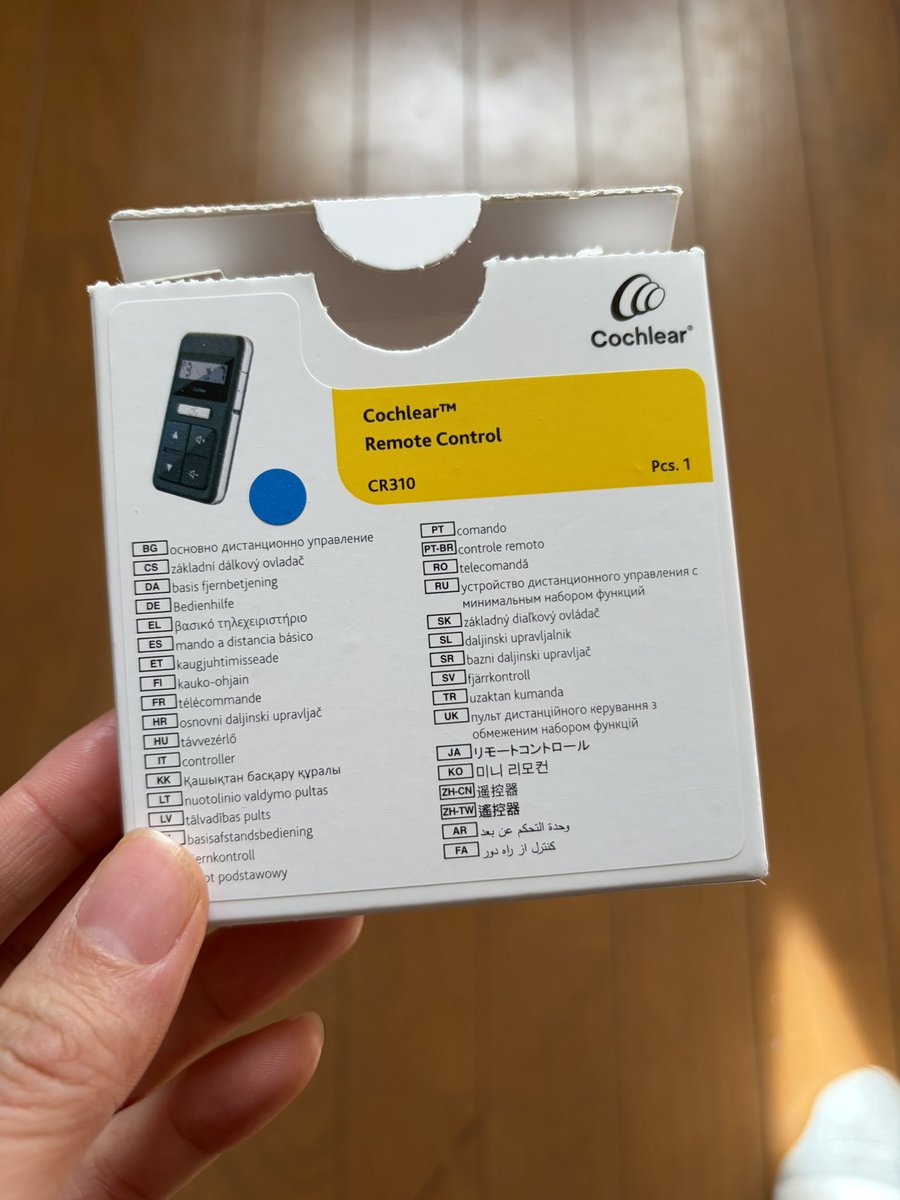 Cochlear®
Cochlear™
Remote Control
CR310
Pcs. 1
BG основно дистанционно управление
CS základní dálkový ovladač
DA basis fjernbetjening
DE Bedienhilfe
EL βασικό τηλεχειριστήριο
ES mando a distancia básico
ET kaugjuhtimisseade
FI kauko-ohjain
FR télécommande
HR osnovni daljinski upravljač
HU távvezérlő
IT controller
KK Қашықтан басқару құралы
LT nuotolinio valdymo pultas
LV tālvadības pults
basisafstandsbediening
ernkontroll
ot podstawowy
PT comando
PT-BR controle remoto
RO telecomandă
RU устройство дистанционного управления с
минимальным набором функций
SK základný diaľkový ovládač
SL daljinski upravljalnik
SR bazni daljinski upravljač
SV fjärrkontroll
TR uzaktan kumanda
UK пульт дистанційного керування з
обмеженим набором функцій
JA リモートコントロール
KO 미니 리모컨
ZH-CN 遥控器
ZH-TW 遙控器
AR وحدة التحكم عن بعد
FA کنترل از راه دور